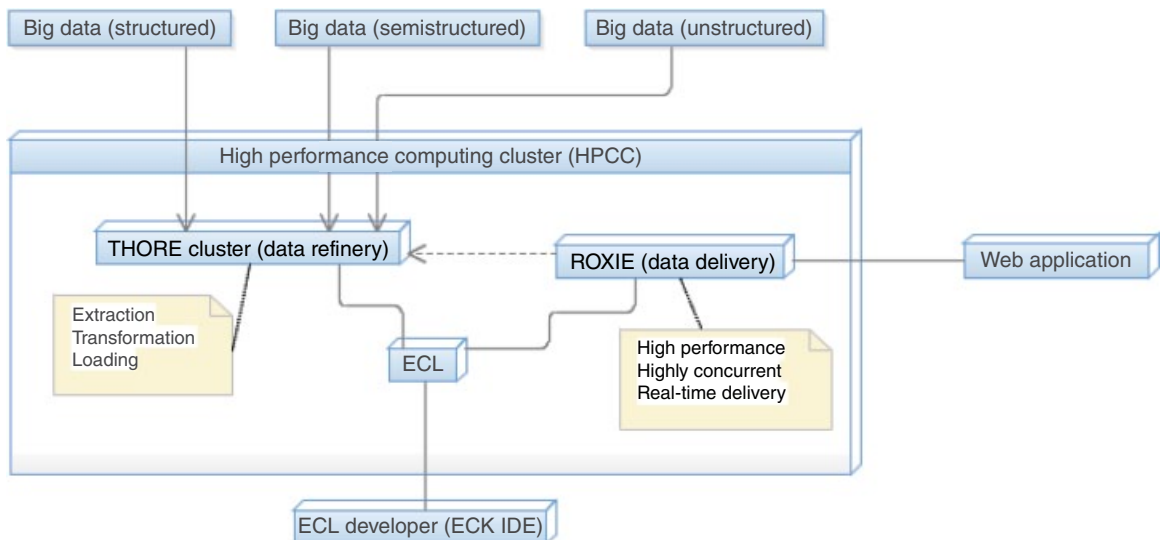 Big data (structured)
Big data (semistructured)
Big data (unstructured)
High performance computing cluster (HPCC)
THORE cluster (data refinery)
ROXIE (data delivery)
Web application
Extraction
Transformation
Loading
ECL
High performance
Highly concurrent
Real-time delivery
ECL developer (ECK IDE)